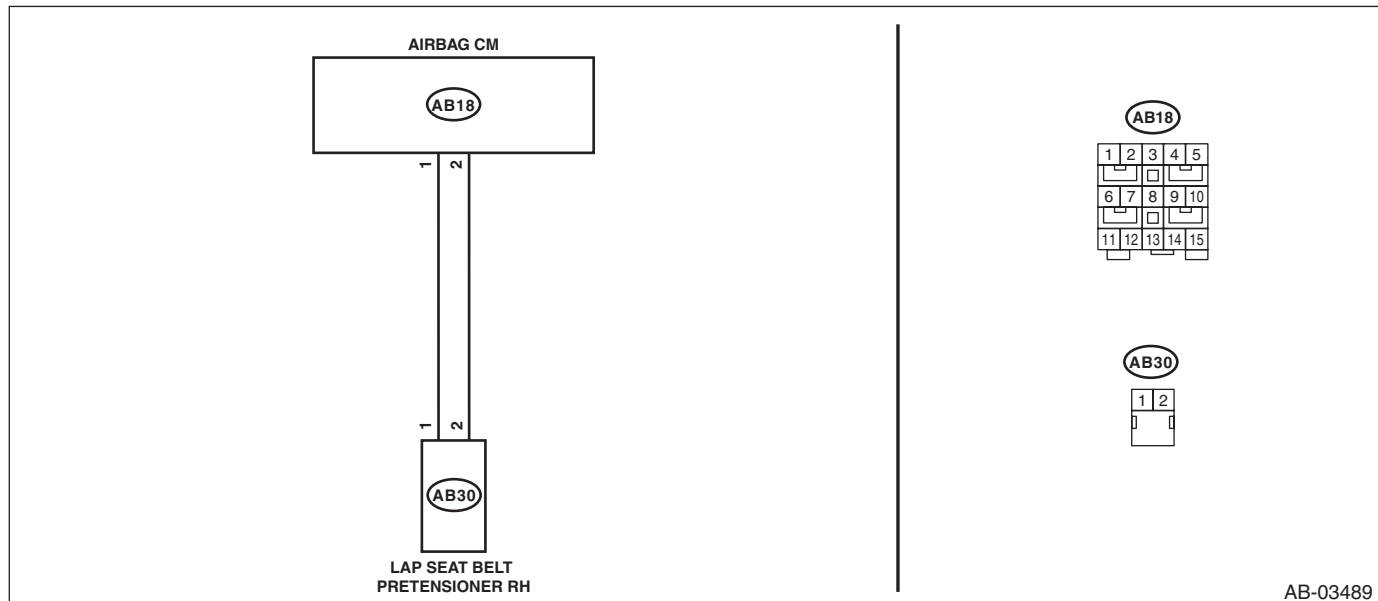 AIRBAG CM
AB18
1 2
1 2
AB30
LAP SEAT BELT
PRETENSIONER RH
AB18
1 2 3 4 5
6 7 8 9 10
11 12 13 14 15
AB30
1 2
AB-03489